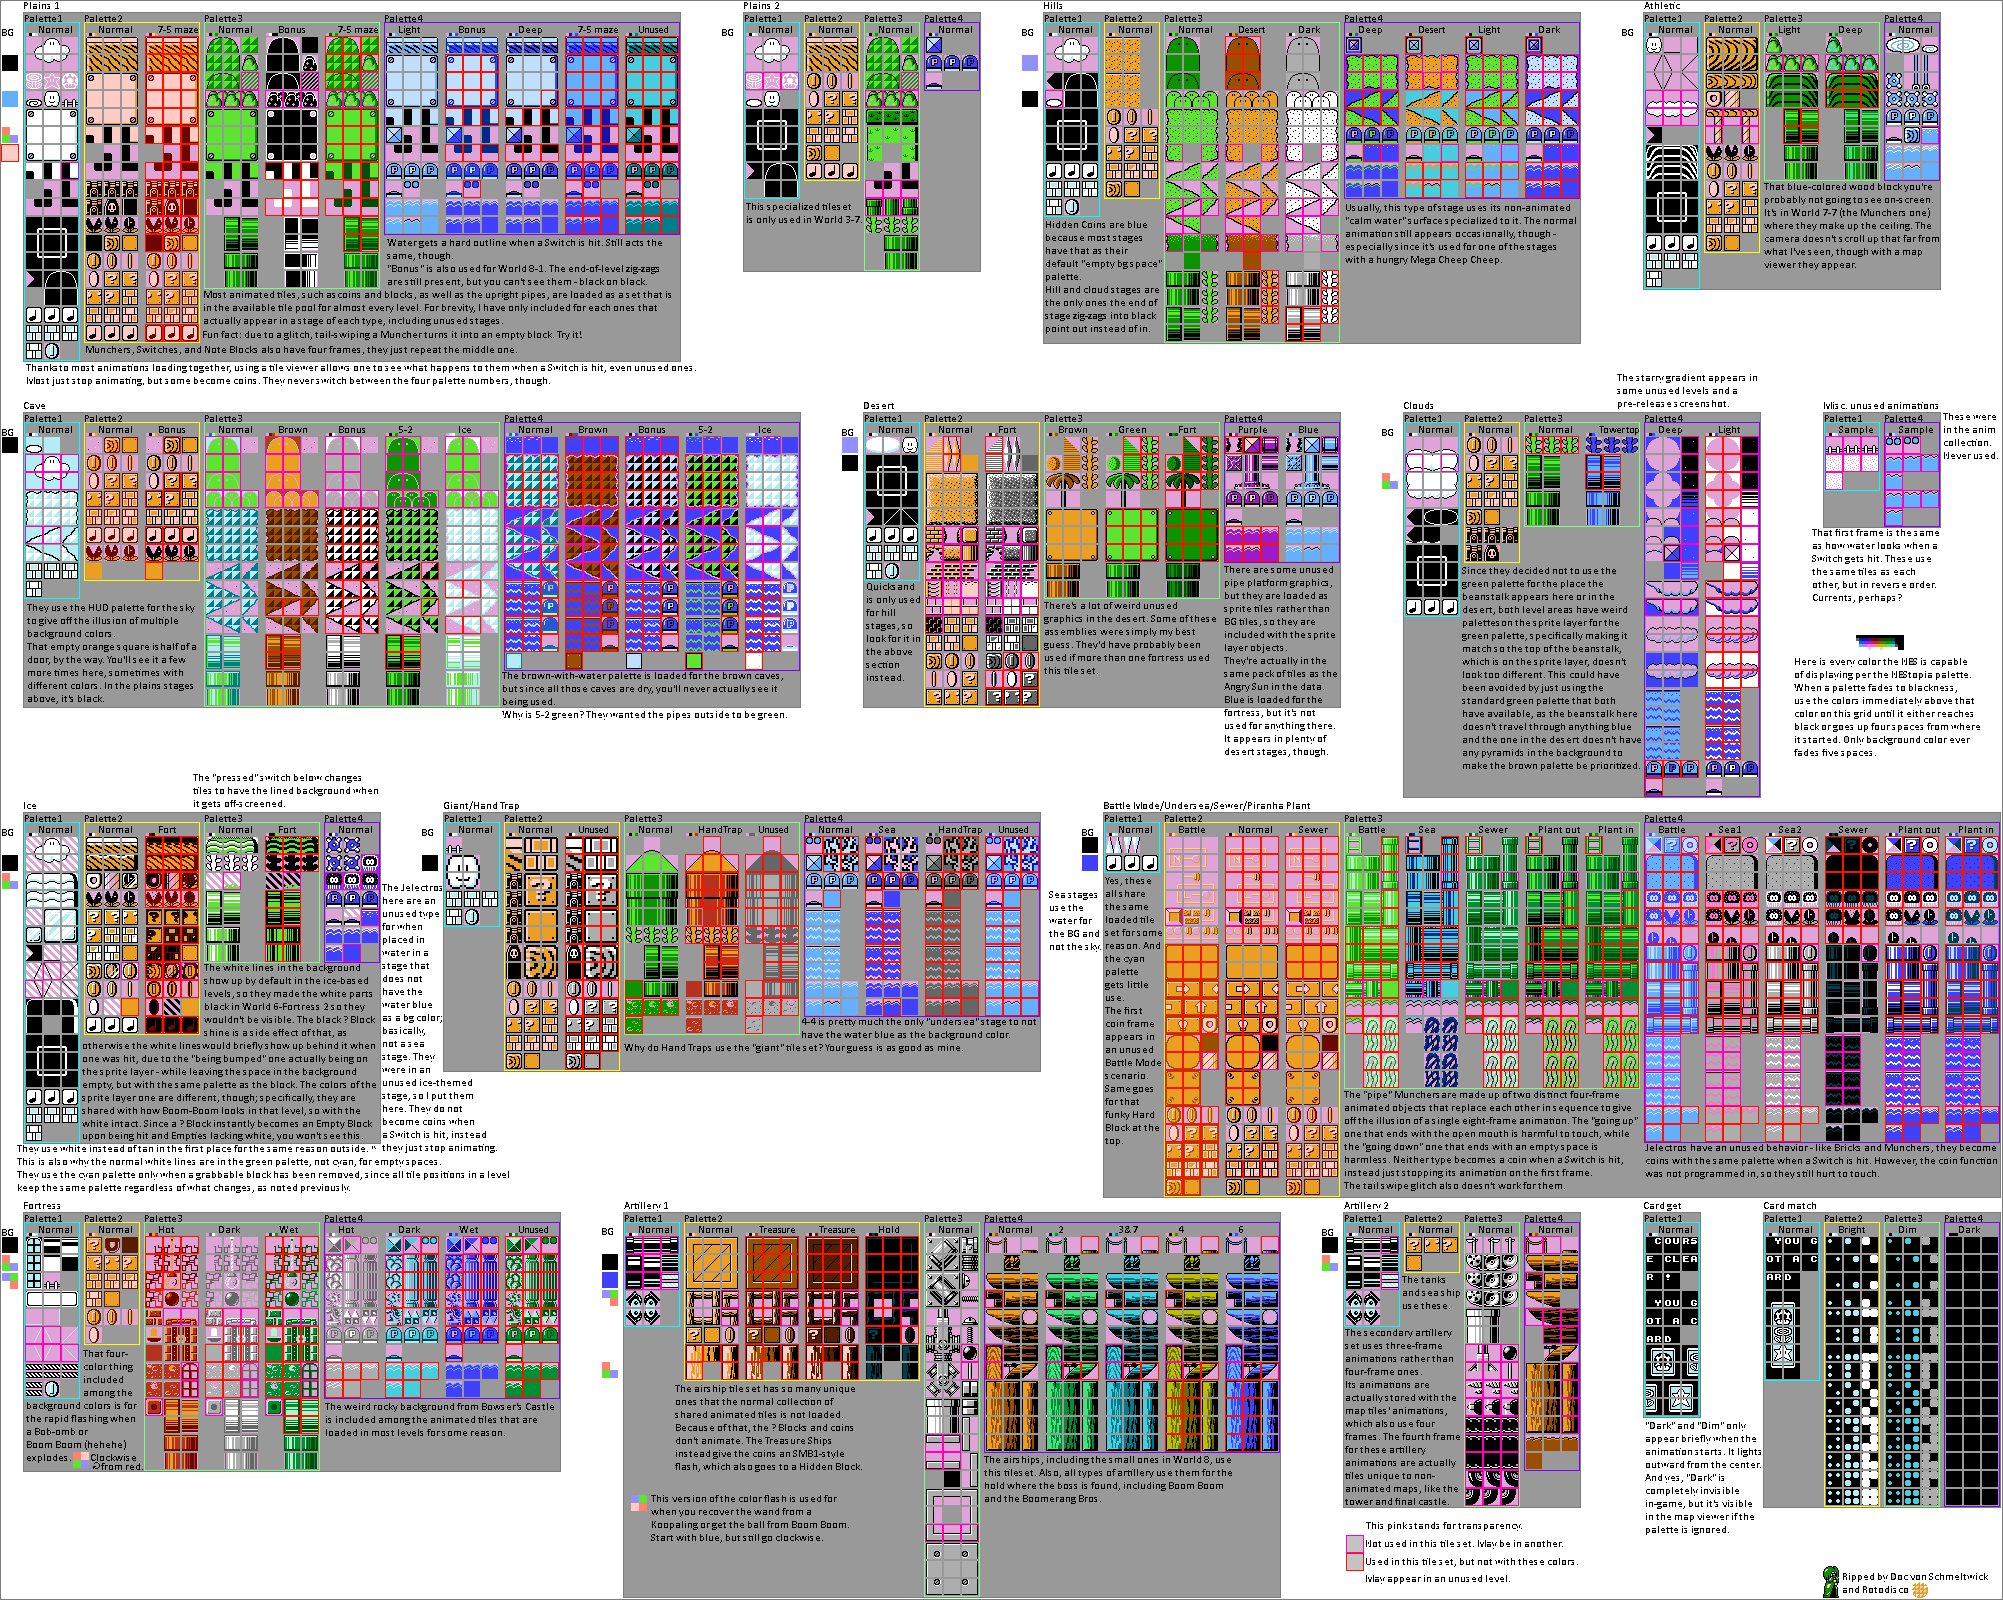 Plains 1
Palette1 Palette2 Palette3 Palette4
BG Normal Normal 7-5 maze Normal Bonus 7-5 maze Light Bonus Deep 7-5 maze Unused
Water gets a hard outline when a Switch is hit. Still acts the
same, though.
"Bonus" is also used for World 8-1. The end-of-level zig-zags
are still present, but you can't see them - black on black.
Most animated tiles, such as coins and blocks, as well as the upright pipes, are loaded as a set that is
in the available tile pool for almost every level. For brevity, I have only included for each ones that
actually appear in a stage of each type, including unused stages.
Fun fact: due to a glitch, tail-swiping a Muncher turns it into an empty block. Try it!
Munchers, Switches, and Note Blocks also have four frames, they just repeat the middle one.
Thanks to most animations loading together, using a tile viewer allows one to see what happens to them when a Switch is hit, even unused ones.
Most just stop animating, but some become coins. They never switch between the four palette numbers, though.
Plains 2
Palette1 Palette2 Palette3 Palette4
BG Normal Normal Normal Normal
This specialized tileset
is only used in World 3-7.
Hills
Palette1 Palette2 Palette3 Palette4
BG Normal Normal Normal Desert Dark Deep Desert Light Dark
Hidden Coins are blue
because most stages
have that as their
default "empty bg space"
palette.
Hill and cloud stages are
the only ones the end of
stage zig-zags into black
point out instead of in.
Usually, this type of stage uses its non-animated
"calm water" surface specialized to it. The normal
animation still appears occasionally, though -
especially since it's used for one of the stages
with a hungry Mega Cheep Cheep.
Athletic
Palette1 Palette2 Palette3 Palette4
BG Normal Normal Light Deep Normal
That blue-colored wood block you're
probably not going to see on-screen.
It's in World 7-7 (the Munchers one)
where they make up the ceiling. The
camera doesn't scroll up that far from
what I've seen, though with a map
viewer they appear.
Cave
Palette1 Palette2 Palette3 Palette4
BG Normal Normal Bonus Normal Brown Bonus 5-2 Ice Normal Brown Bonus 5-2 Ice
They use the HUD palette for the sky
to give off the illusion of multiple
background colors.
That empty orange square is half of a
door, by the way. You'll see it a few
more times here, sometimes with
different colors. In the plains stages
above, it's black.
The brown-with-water palette is loaded for the brown caves,
but since all those caves are dry, you'll never actually see it
being used.
Why is 5-2 green? They wanted the pipes outside to be green.
Desert
Palette1 Palette2 Palette3 Palette4
BG Normal Normal Fort Brown Green Fort Purple Blue
Quicksand
is only used
for hill
stages, so
look for it in
the above
section
instead.
There's a lot of weird unused
graphics in the desert. Some of these
assemblies were simply my best
guess. They'd have probably been
used if more than one fortress used
this tile set.
There are some unused
pipe platform graphics,
but they are loaded as
sprite tiles rather than
BG tiles, so they are
included with the sprite
layer objects.
They're actually in the
same pack of tiles as the
Angry Sun in the data.
Blue is loaded for the
fortress, but it's not
used for anything there.
It appears in plenty of
desert stages, though.
Clouds
Palette1 Palette2 Palette3 Palette4
BG Normal Normal Normal Towertop Deep Light
The starry gradient appears in
some unused levels and a
pre-release screenshot.
Since they decided not to use the
green palette for the place the
beanstalk appears here or in the
desert, both level areas have weird
palettes on the sprite layer for the
green palette, specifically making it
match so the top of the beanstalk,
which is on the sprite layer, doesn't
look too different. This could have
been avoided by just using the
standard green palette that both
have available, as the beanstalk here
doesn't travel through anything blue
and the one in the desert doesn't have
any pyramids in the background to
make the brown palette be prioritized.
Misc. unused animations
Palette1 Palette4
Sample Sample
These were
in the anim
collection.
Never used.
That first frame is the same
as how water looks when a
Switch gets hit. These use
the same tiles as each
other, but in reverse order.
Currents, perhaps?
Here is every color the NES is capable
of displaying per the NEStopia palette.
When a palette fades to blackness,
use the colors immediately above that
color on this grid until it either reaches
black or goes up four spaces from where
it started. Only background color ever
fades five spaces.
The "pressed" switch below changes
tiles to have the lined background when
it gets off-screened.
Ice
Palette1 Palette2 Palette3 Palette4
BG Normal Normal Fort Normal Fort Normal
The white lines in the background
show up by default in the ice-based
levels, so they made the white parts
black in World 6-Fortress 2 so they
wouldn't be visible. The black ? Block
shine is a side effect of that, as
otherwise the white lines would briefly show up behind it when
one was hit, due to the "being bumped" one actually being on
the sprite layer - while leaving the space in the background
empty, but with the same palette as the block. The colors of the
sprite layer one are different, though; specifically, they are
shared with how Boom-Boom looks in that level, so with the
white intact. Since a ? Block instantly becomes an Empty Block
upon being hit and Empties lacking white, you won't see this.
They use white instead of tan in the first place for the same reason outside.
This is also why the normal white lines are in the green palette, not cyan, for empty spaces.
They use the cyan palette only when a grabbable block has been removed, since all tile positions in a level
keep the same palette regardless of what changes, as noted previously.
The Jelectros
here are an
unused type
for when
placed in
water in a
stage that
does not
have the
water blue
as a bg color;
basically,
not a sea
stage. They
were in an
unused ice-themed
stage, so I put them
here. They do not
become coins when
a Switch is hit, instead
they just stop animating.
Giant/Hand Trap
Palette1 Palette2 Palette3 Palette4
BG Normal Normal Unused Normal HandTrap Unused Normal Sea HandTrap Unused
4-4 is pretty much the only "undersea" stage to not
have the water blue as the background color.
Why do Hand Traps use the "giant" tile set? Your guess is as good as mine.
Battle Mode/Undersea/Sewer/Piranha Plant
Palette1 Palette2 Palette3 Palette4
BG Normal Battle Normal Sewer Battle Sea Sewer Plant out Plant in Battle Sea1 Sea2 Sewer Plant out Plant in
Sea stages
use the
water for
the BG and
not the sky.
Yes, these
all share
the same
loaded tile
set for some
reason. And
the cyan
palette
gets little
use.
The first
coin frame
appears in
an unused
Battle Mode
scenario.
Same goes
for that
funky Hard
Block at the
top.
The "pipe" Munchers are made up of two distinct four-frame
animated objects that replace each other in sequence to give
off the illusion of a single eight-frame animation. The "going up"
one that ends with the open mouth is harmful to touch, while
the "going down" one that ends with an empty space is
harmless. Neither type becomes a coin when a Switch is hit,
instead just stopping its animation on the first frame.
The tail swipe glitch also doesn't work for them.
Jelectros have an unused behavior - like Bricks and Munchers, they become
coins with the same palette when a Switch is hit. However, the coin function
was not programmed in, so they still hurt to touch.
Fortress
Palette1 Palette2 Palette3 Palette4
BG Normal Normal Hot Dark Wet Hot Dark Wet Unused
That four-
color thing
included
among the
background colors is for
the rapid flashing when
a Bob-omb or
Boom Boom (hehehe)
explodes. Clockwise
from red.
The weird rocky background from Bowser's Castle
is included among the animated tiles that are
loaded in most levels for some reason.
Artillery 1
Palette1 Palette2 Palette3 Palette4
BG Normal Normal Treasure Treasure Hold Normal Normal 2 3&7 4 6
The airship tile set has so many unique
ones that the normal collection of
shared animated tiles is not loaded.
Because of that, the ? Blocks and coins
don't animate. The Treasure Ships
instead give the coins an SMB1-style
flash, which also goes to a Hidden Block.
This version of the color flash is used for
when you recover the wand from a
Koopaling or get the ball from Boom Boom.
Start with blue, but still go clockwise.
The airships, including the small ones in World 8, use
this tileset. Also, all types of artillery use them for the
hold where the boss is found, including Boom Boom
and the Boomerang Bros.
Artillery 2
Palette1 Palette2 Palette3 Palette4
BG Normal Normal Normal Normal
The tanks
and sea ship
use these.
The secondary artillery
set uses three-frame
animations rather than
four-frame ones.
Its animations are
actually stored with the
map tiles' animations,
which also use four
frames. The fourth frame
for these artillery
animations are actually
tiles unique to non-
animated maps, like the
tower and final castle.
This pink stands for transparency.
Not used in this tile set. May be in another.
Used in this tile set, but not with these colors.
May appear in an unused level.
Card get
Palette1
Normal
COURS
E CLEA
R !
YOU G
OT A C
ARD
"Dark" and "Dim" only
appear briefly when the
animation starts. It lights
outward from the center.
And yes, "Dark" is
completely invisible
in-game, but it's visible
in the map viewer if the
palette is ignored.
Card match
Palette1 Palette2 Palette3 Palette4
Normal Bright Dim Dark
YOU G
OT A C
ARD
Ripped by Doc von Schmeltwick
and Rotodisco